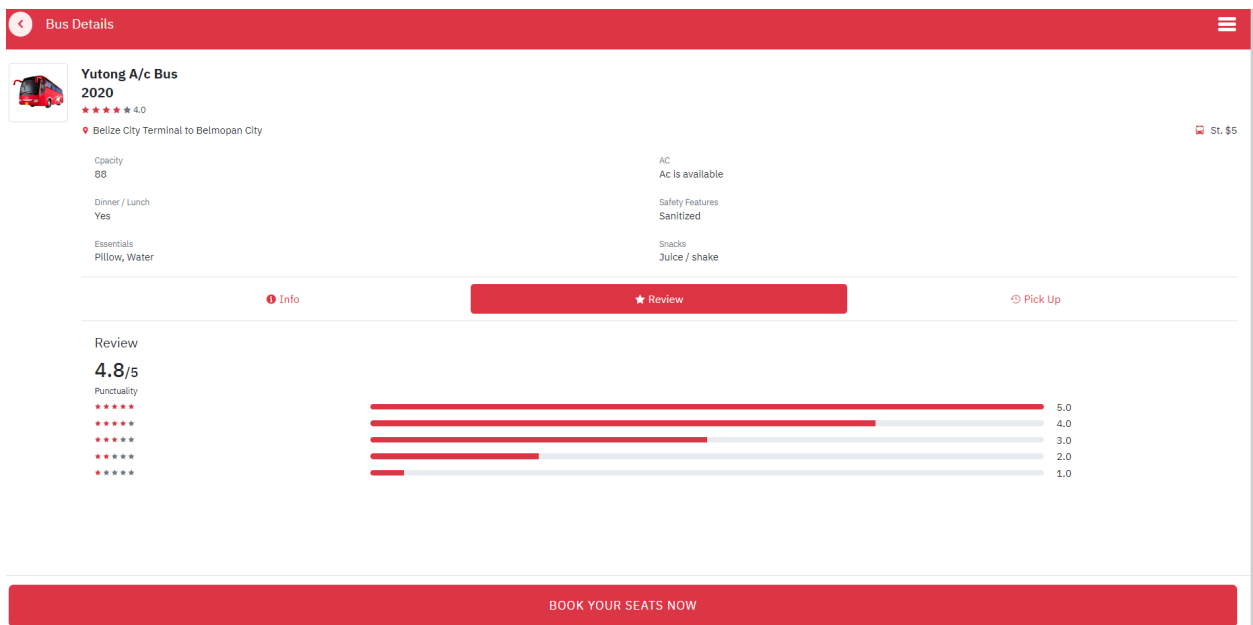 Bus Details
Yutong A/c Bus
2020
4.0
Belize City Terminal to Belmopan City
St. $5
Cpacity
88
AC
Ac is available
Dinner / Lunch
Yes
Safety Features
Sanitized
Essentials
Pillow, Water
Snacks
Juice / shake
Info
Review
Pick Up
Review
4.8/5
Punctuality
5.0
4.0
3.0
2.0
1.0
BOOK YOUR SEATS NOW